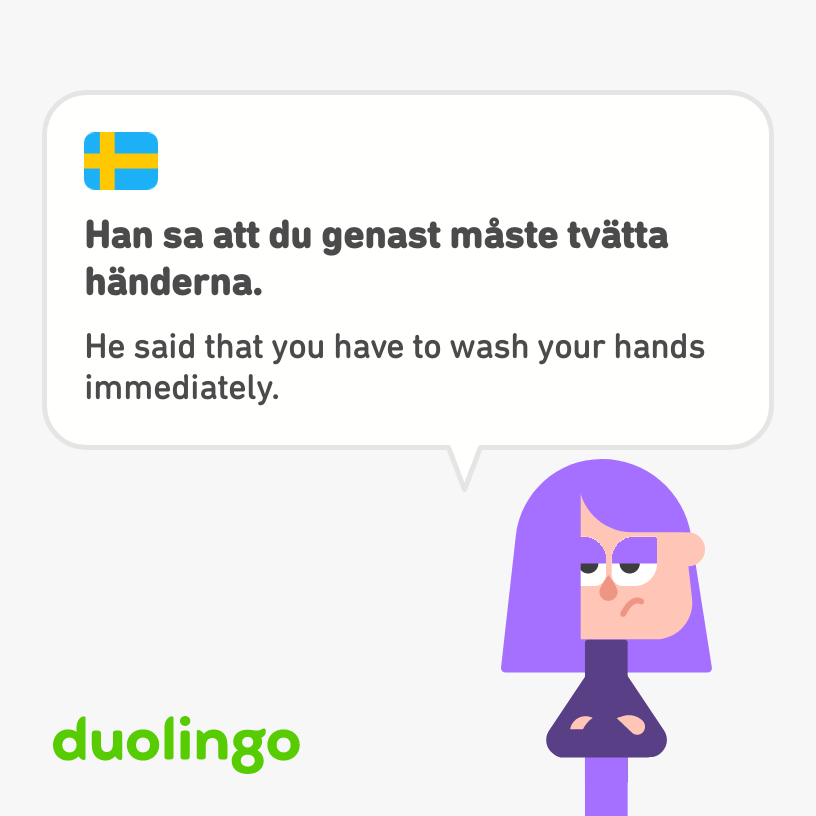 Han sa att du genast måste tvätta
händerna.
He said that you have to wash your hands
immediately.
duolingo